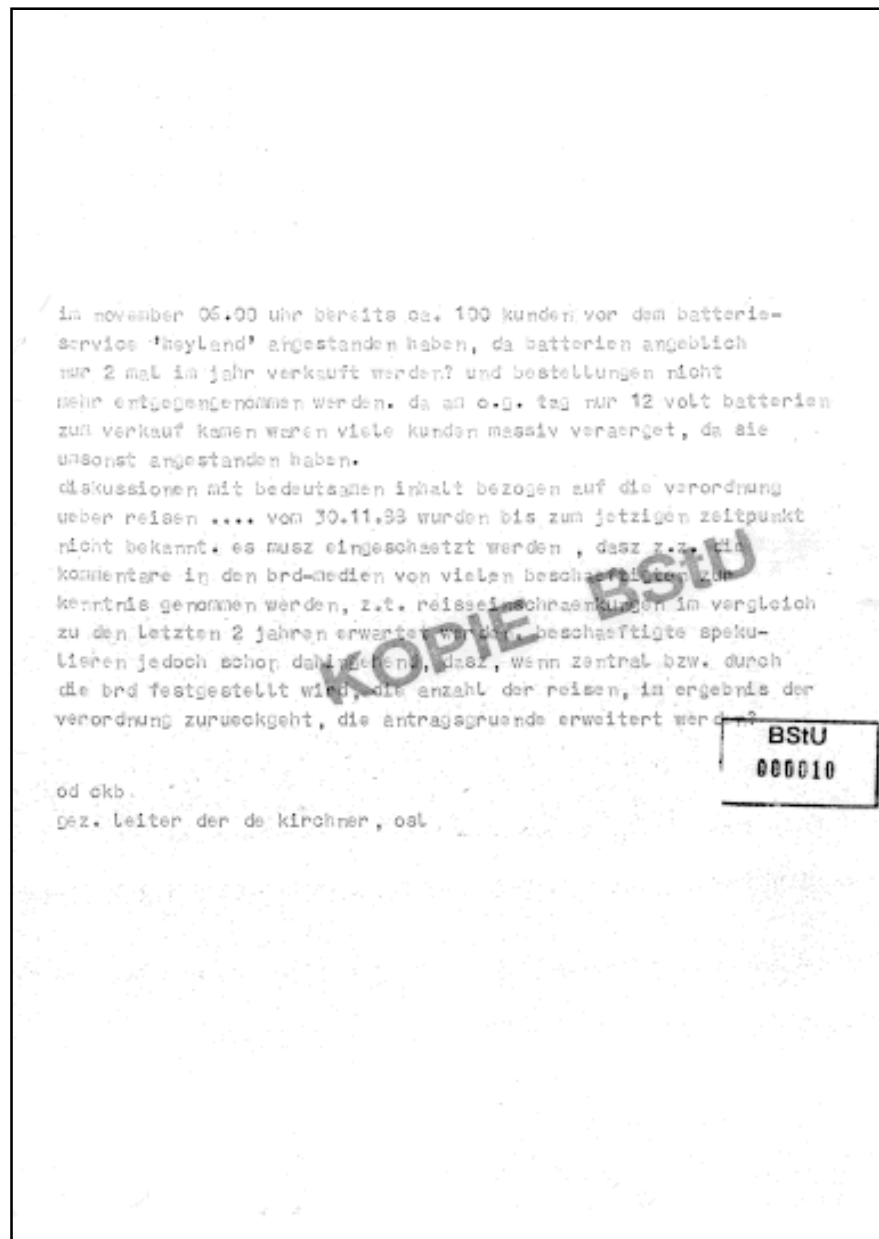 im november 06.00 uhr bereits ca. 100 kunden vor dem batterie-
service 'heyland' angestanden haben, da batterien angeblich
nur 2 mal im jahr verkauft werden? und bestellungen nicht
mehr entgegengenommen werden. da an o.g. tag nur 12 volt batterien
zum verkauf kamen waren viele kunden massiv veraerget, da sie
umsonst angestanden haben.
diskussionen mit bedeutsamen inhalt bezogen auf die verordnung
ueber reisen .... vom 30.11.88 wurden bis zum jetzigen zeitpunkt
nicht bekannt. es musz eingeschaetzt werden , dasz z.z. die
kommentare in den brd-medien von vielen beschaeftigten zur
kenntnis genommen werden, z.t. reisseinschraenkungen im vergleich
zu den letzten 2 jahren erwartet werden. beschaeftigte speku-
lieren jedoch schon dahingehend, dasz, wenn zentral bzw. durch
die brd festgestellt wird, die anzahl der reisen, in ergebnis der
verordnung zurueckgeht, die antragsgruende erweitert werden?
KOPIE BStU
BStU
000010
od ckb
gez. leiter der de kirchner, osl